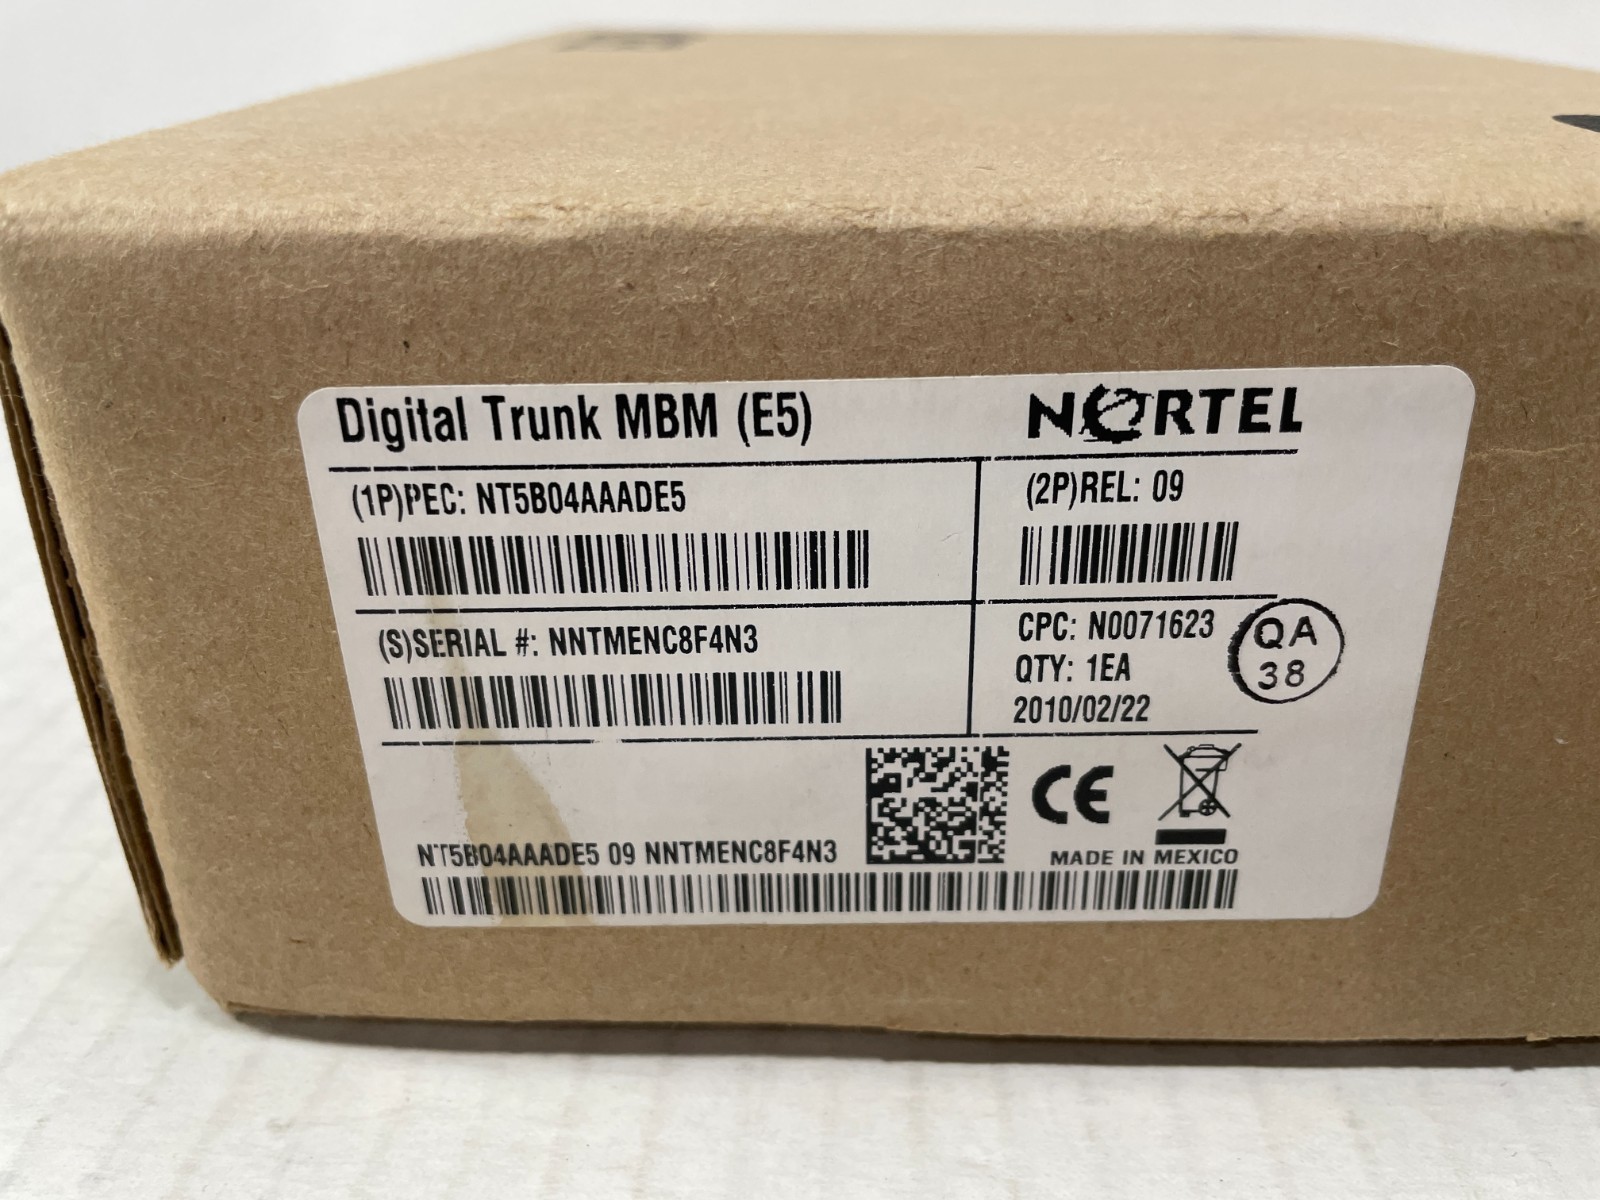 Digital Trunk MBM (E5)
NORTEL
(1P)PEC: NT5B04AAADE5
(2P)REL: 09
(S)SERIAL #: NNTMENC8F4N3
CPC: N0071623
QTY: 1EA
2010/02/22
QA
38
CE
NT5B04AAADE5 09 NNTMENC8F4N3
MADE IN MEXICO